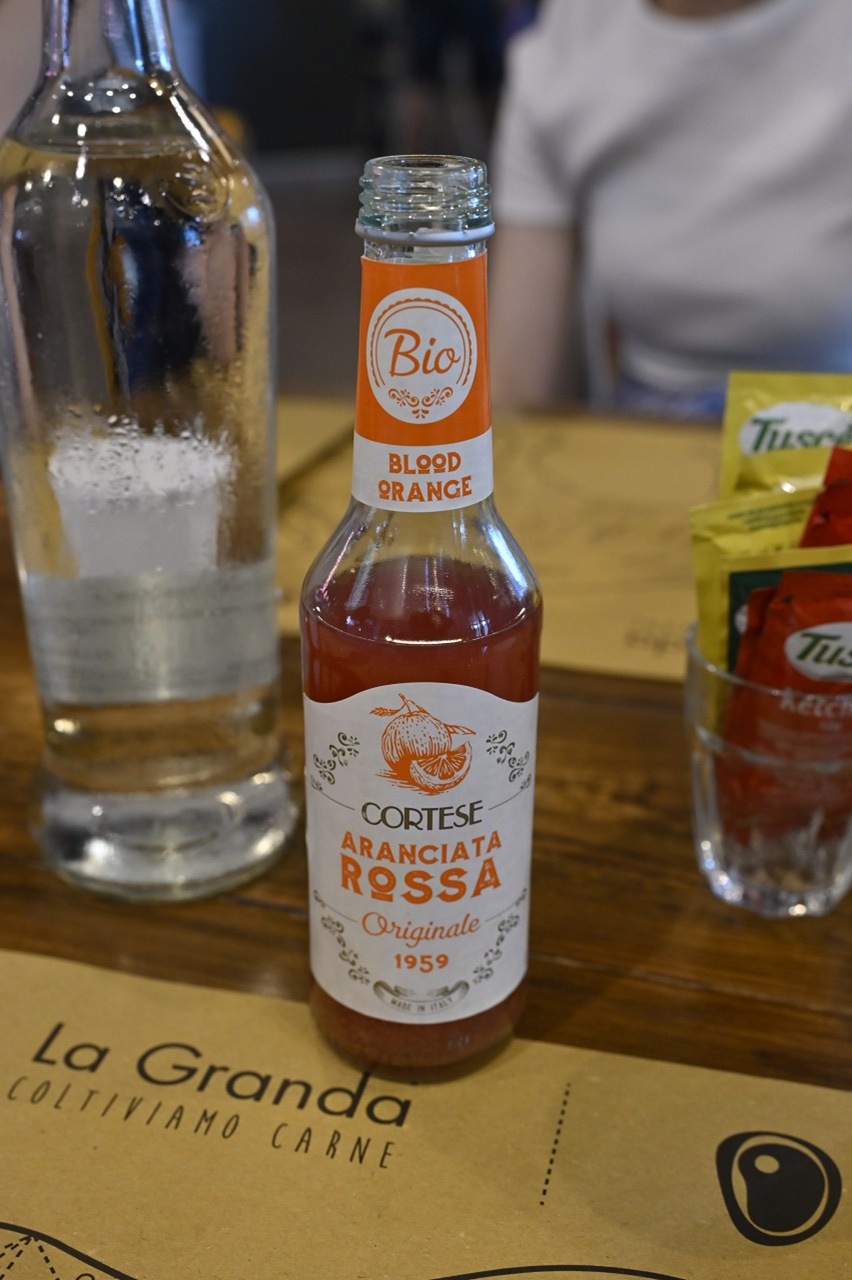 Bio
BLOOD
ORANGE
CORTESE
ARANCIATA
ROSSA
Originale
1959
MADE IN ITALY
La Granda
COLTIVIAMO CARNE